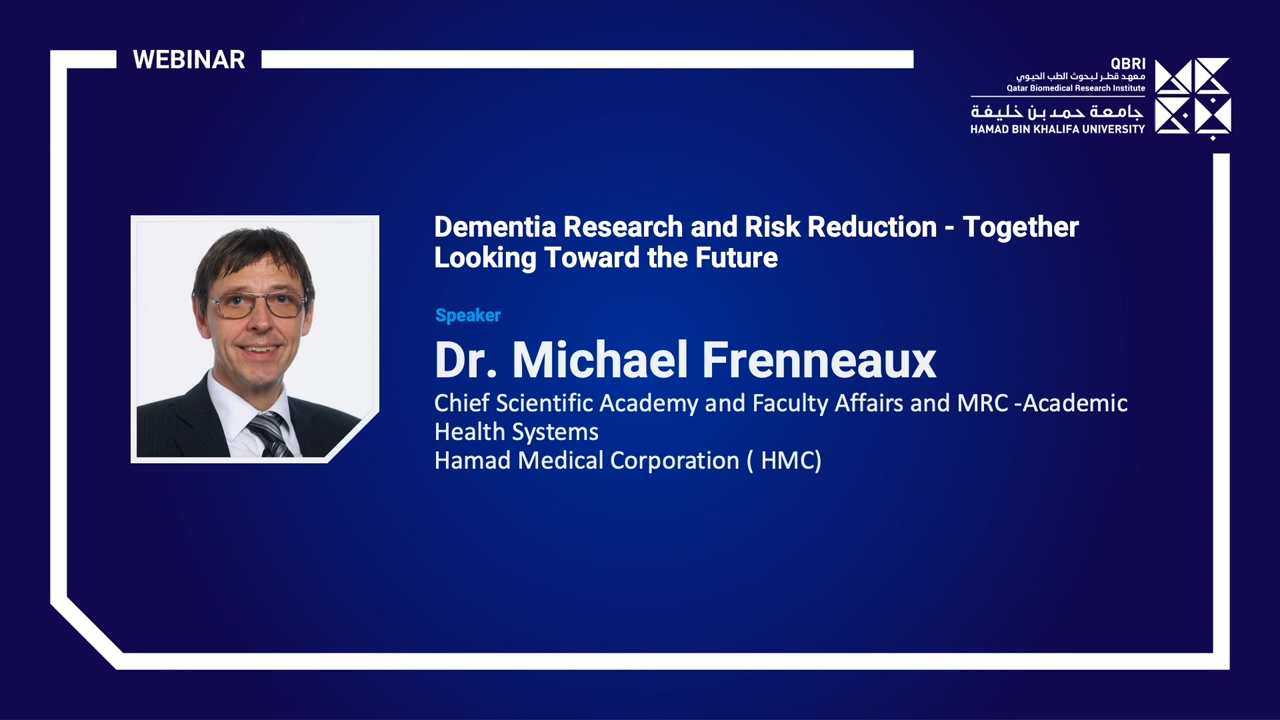 WEBINAR
QBRI
معهد قطر لبحوث الطب الحيوي
Qatar Biomedical Research Institute
جامعة حمد بن خليفة
HAMAD BIN KHALIFA UNIVERSITY
Dementia Research and Risk Reduction - Together
Looking Toward the Future
Speaker
Dr. Michael Frenneaux
Chief Scientific Academy and Faculty Affairs and MRC -Academic
Health Systems
Hamad Medical Corporation ( HMC)